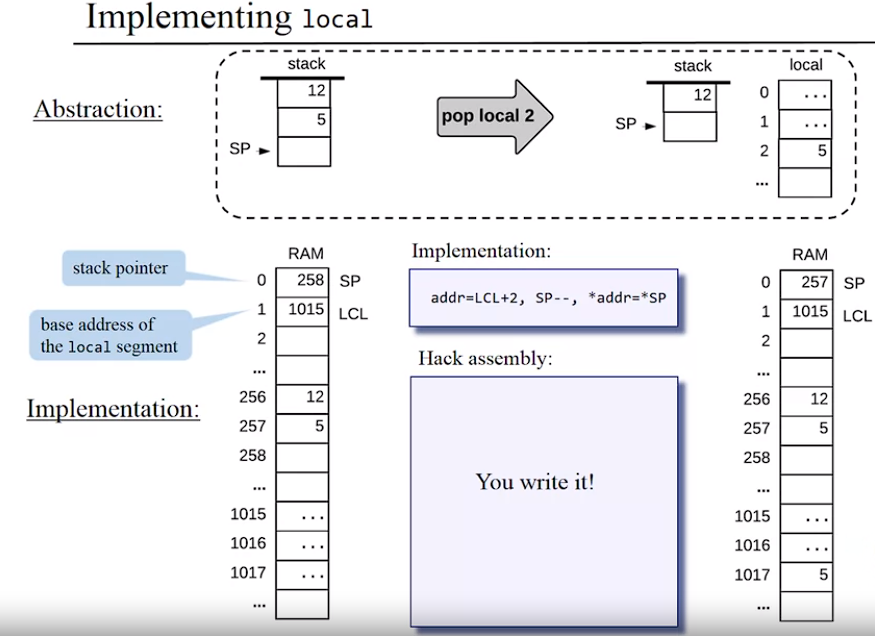 Implementing local
Abstraction:
stack
12
5
SP
pop local 2
stack
12
SP
local
0 ...
1 ...
2 5
...
Implementation:
stack pointer
base address of
the local segment
RAM
0 258 SP
1 1015 LCL
2
...
256 12
257 5
258
...
1015 ...
1016 ...
1017 ...
...
Implementation:
addr=LCL+2, SP--, *addr=*SP
Hack assembly:
You write it!
RAM
0 257 SP
1 1015 LCL
2
...
256 12
257 5
258
...
1015 ...
1016 ...
1017 5
...